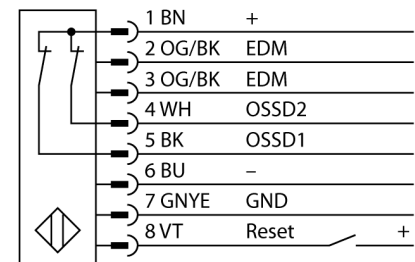 1 BN +
2 OG/BK EDM
3 OG/BK EDM
4 WH OSSD2
5 BK OSSD1
6 BU –
7 GNYE GND
8 VT Reset +